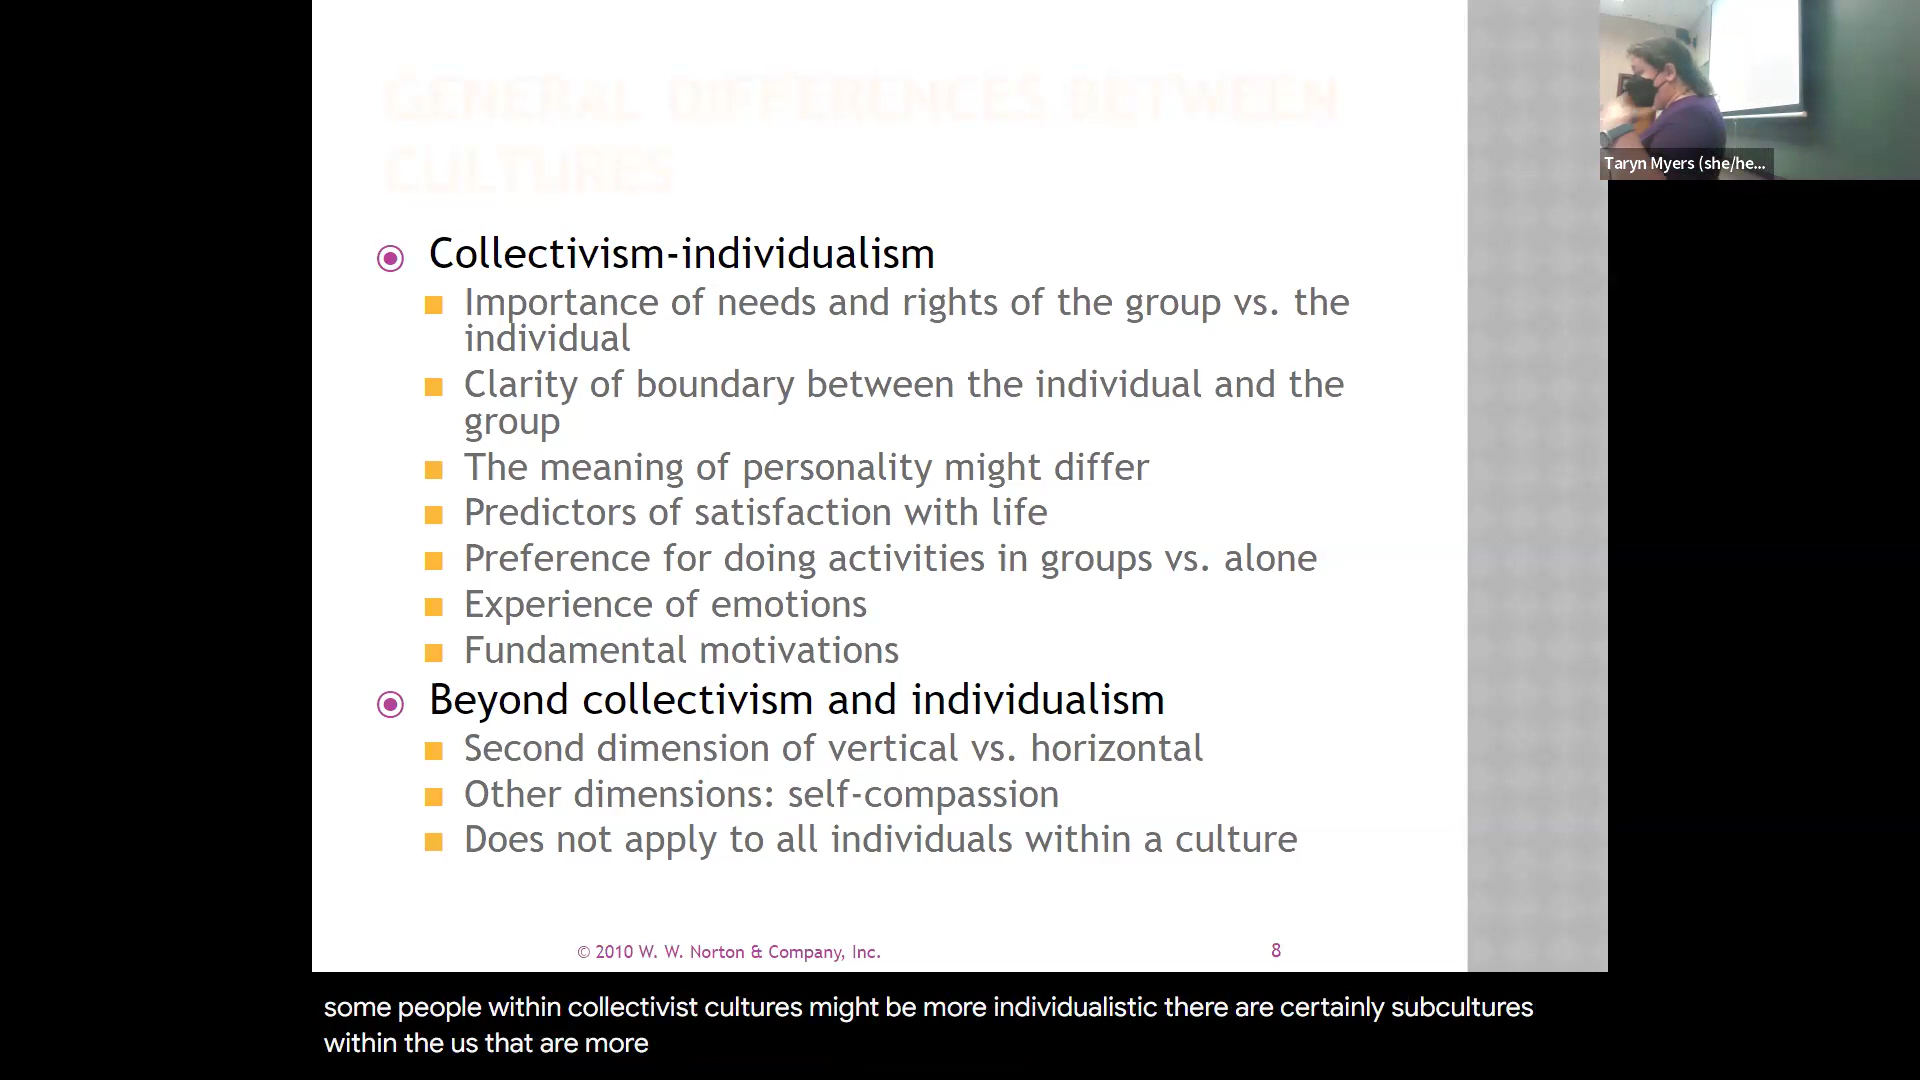 GENERAL DIFFERENCES BETWEEN
CULTURES
Collectivism-individualism
Importance of needs and rights of the group vs. the
individual
Clarity of boundary between the individual and the
group
The meaning of personality might differ
Predictors of satisfaction with life
Preference for doing activities in groups vs. alone
Experience of emotions
Fundamental motivations
Beyond collectivism and individualism
Second dimension of vertical vs. horizontal
Other dimensions: self-compassion
Does not apply to all individuals within a culture
© 2010 W. W. Norton & Company, Inc.
8
Taryn Myers (she/he...
some people within collectivist cultures might be more individualistic there are certainly subcultures
within the us that are more